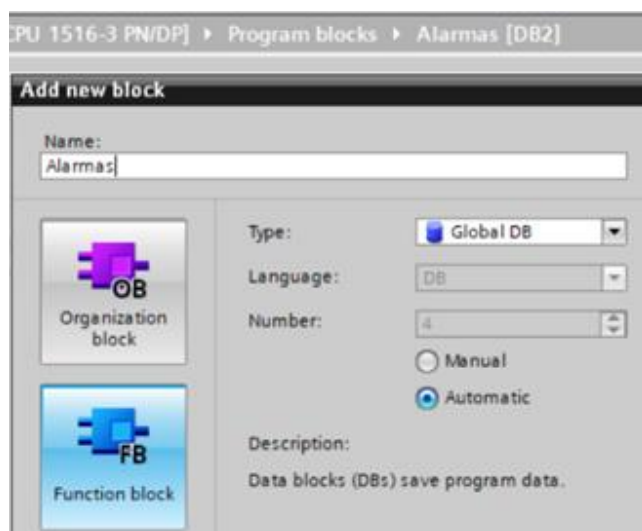 CPU 1516-3 PN/DP] ▸ Program blocks ▸ Alarmas [DB2]
Add new block
Name:
Alarmas
OB
Organization
block
FB
Function block
Type:
Global DB
Language:
DB
Number:
4
Manual
Automatic
Description:
Data blocks (DBs) save program data.